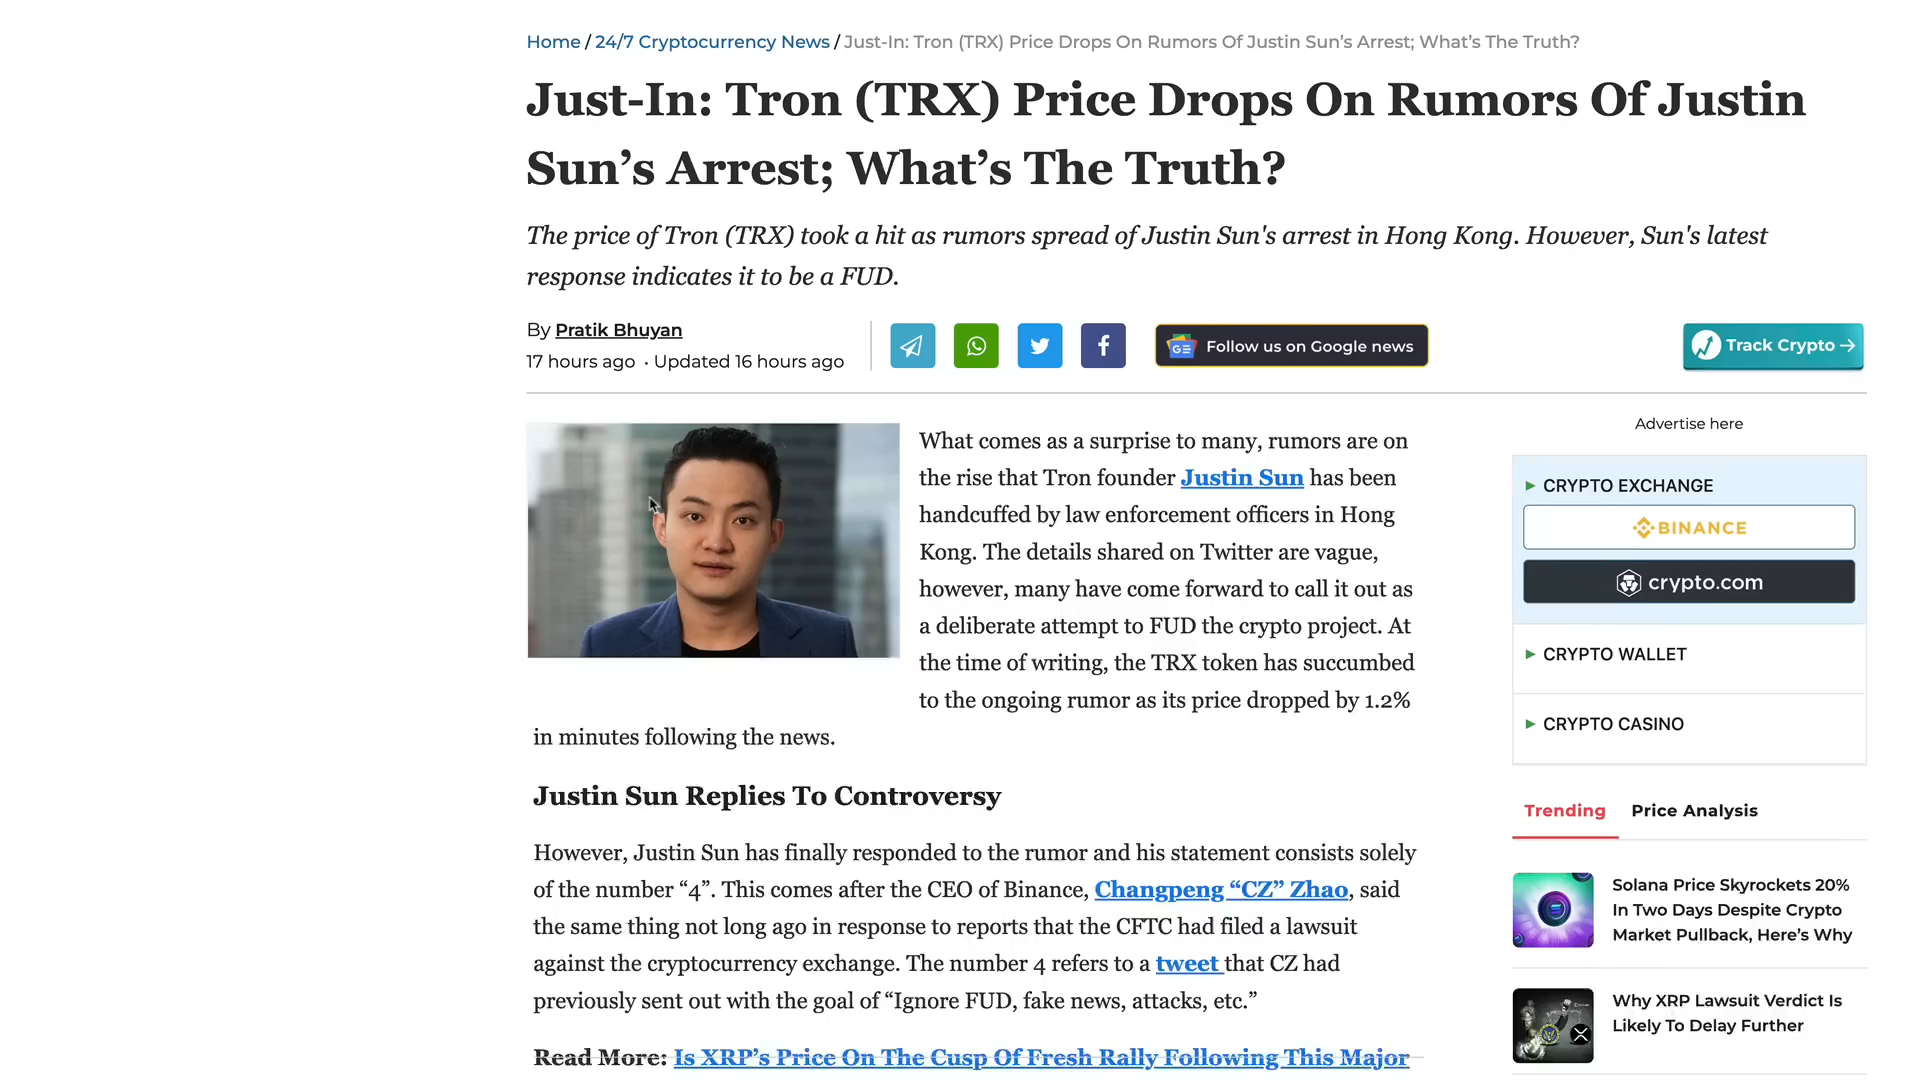 Home / 24/7 Cryptocurrency News / Just-In: Tron (TRX) Price Drops On Rumors Of Justin Sun’s Arrest; What’s The Truth?
Just-In: Tron (TRX) Price Drops On Rumors Of Justin
Sun’s Arrest; What’s The Truth?
The price of Tron (TRX) took a hit as rumors spread of Justin Sun's arrest in Hong Kong. However, Sun's latest
response indicates it to be a FUD.
By Pratik Bhuyan
17 hours ago · Updated 16 hours ago
GE Follow us on Google news
Track Crypto →
What comes as a surprise to many, rumors are on
the rise that Tron founder Justin Sun has been
handcuffed by law enforcement officers in Hong
Kong. The details shared on Twitter are vague,
however, many have come forward to call it out as
a deliberate attempt to FUD the crypto project. At
the time of writing, the TRX token has succumbed
to the ongoing rumor as its price dropped by 1.2%
in minutes following the news.
Justin Sun Replies To Controversy
However, Justin Sun has finally responded to the rumor and his statement consists solely
of the number “4”. This comes after the CEO of Binance, Changpeng “CZ” Zhao, said
the same thing not long ago in response to reports that the CFTC had filed a lawsuit
against the cryptocurrency exchange. The number 4 refers to a tweet that CZ had
previously sent out with the goal of “Ignore FUD, fake news, attacks, etc.”
Read More: Is XRP’s Price On The Cusp Of Fresh Rally Following This Major
Advertise here
CRYPTO EXCHANGE
BINANCE
crypto.com
CRYPTO WALLET
CRYPTO CASINO
Trending Price Analysis
Solana Price Skyrockets 20%
In Two Days Despite Crypto
Market Pullback, Here’s Why
Why XRP Lawsuit Verdict Is
Likely To Delay Further